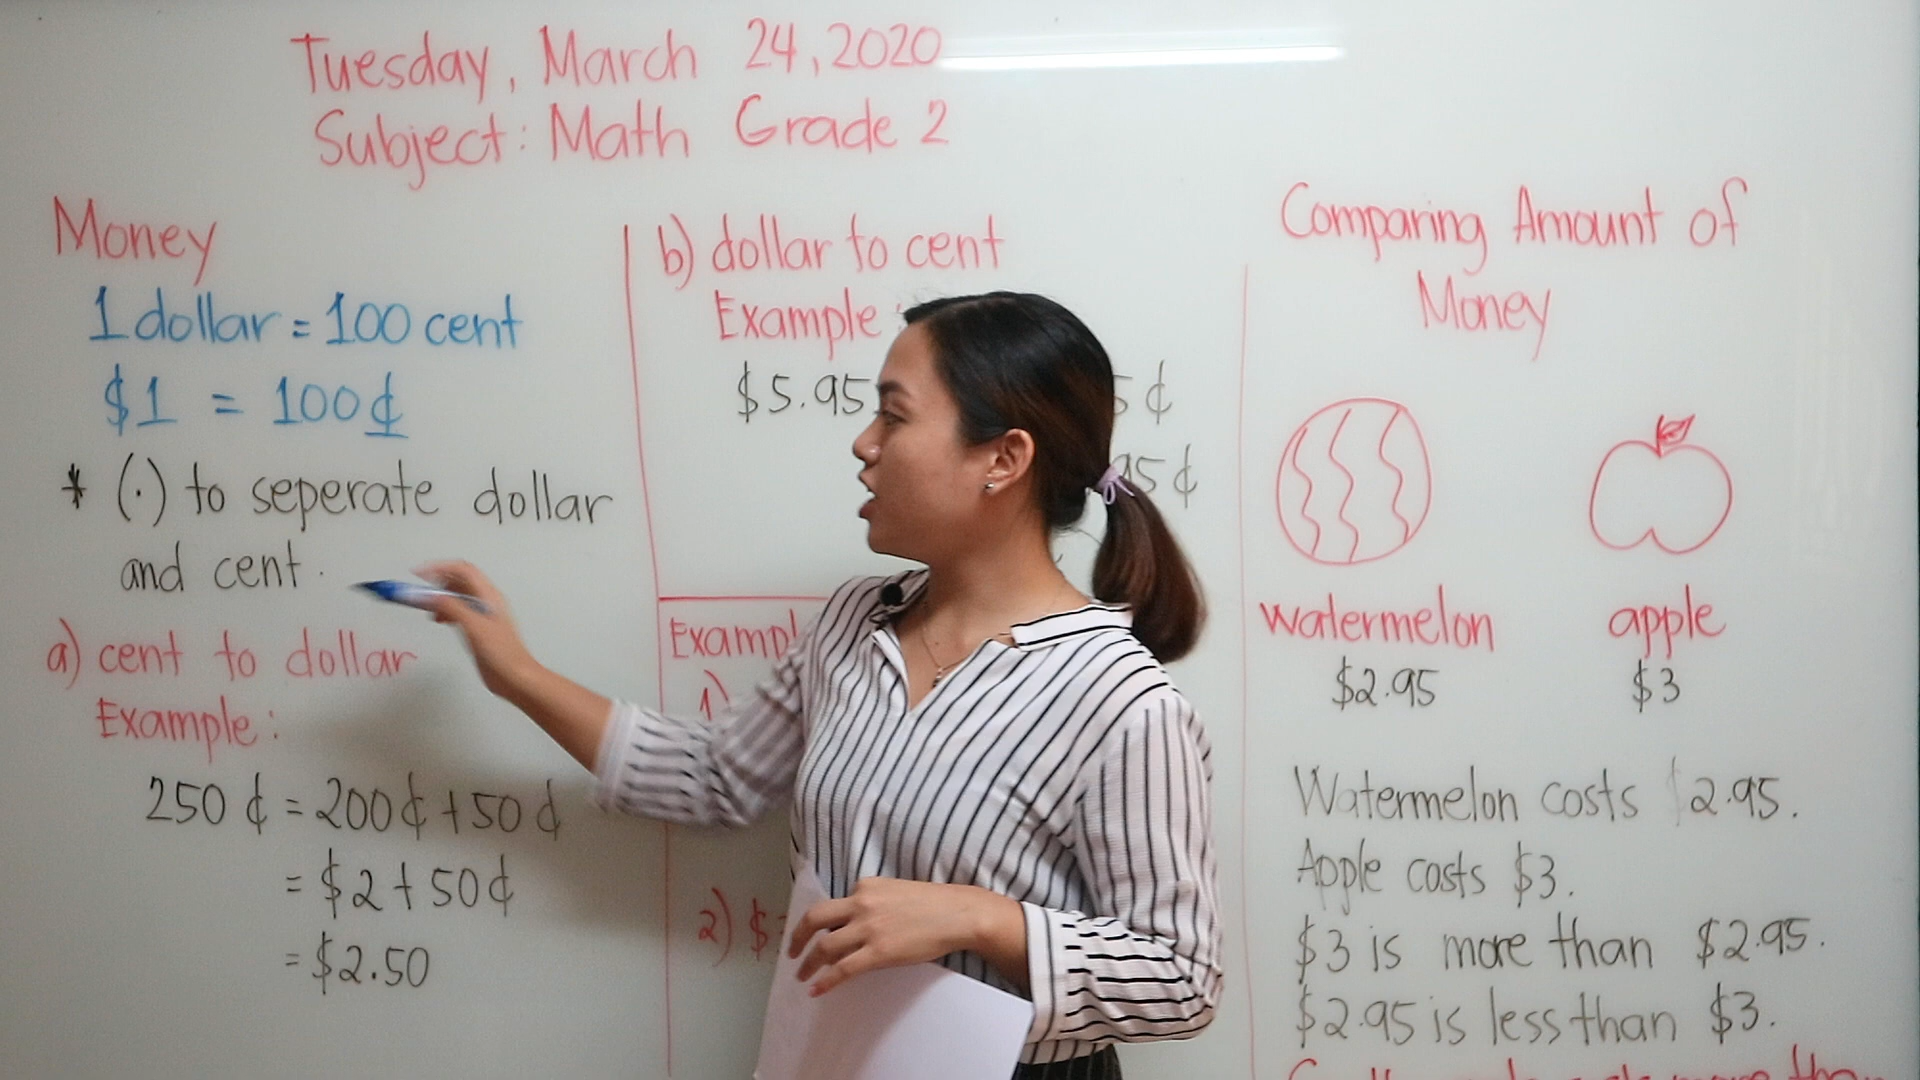 Tuesday, March 24, 2020
Subject: Math Grade 2
Money
1 dollar = 100 cent
$1 = 100¢
* (.) to seperate dollar
and cent.
a) cent to dollar
Example:
250 ¢ = 200¢ + 50 ¢
= $2 + 50¢
= $2.50
b) dollar to cent
Example:
$5.95
5¢
95¢
1)
2) $
Comparing Amount of
Money
watermelon
$2.95
apple
$3
Watermelon costs $2.95.
Apple costs $3.
$3 is more than $2.95.
$2.95 is less than $3.
more than